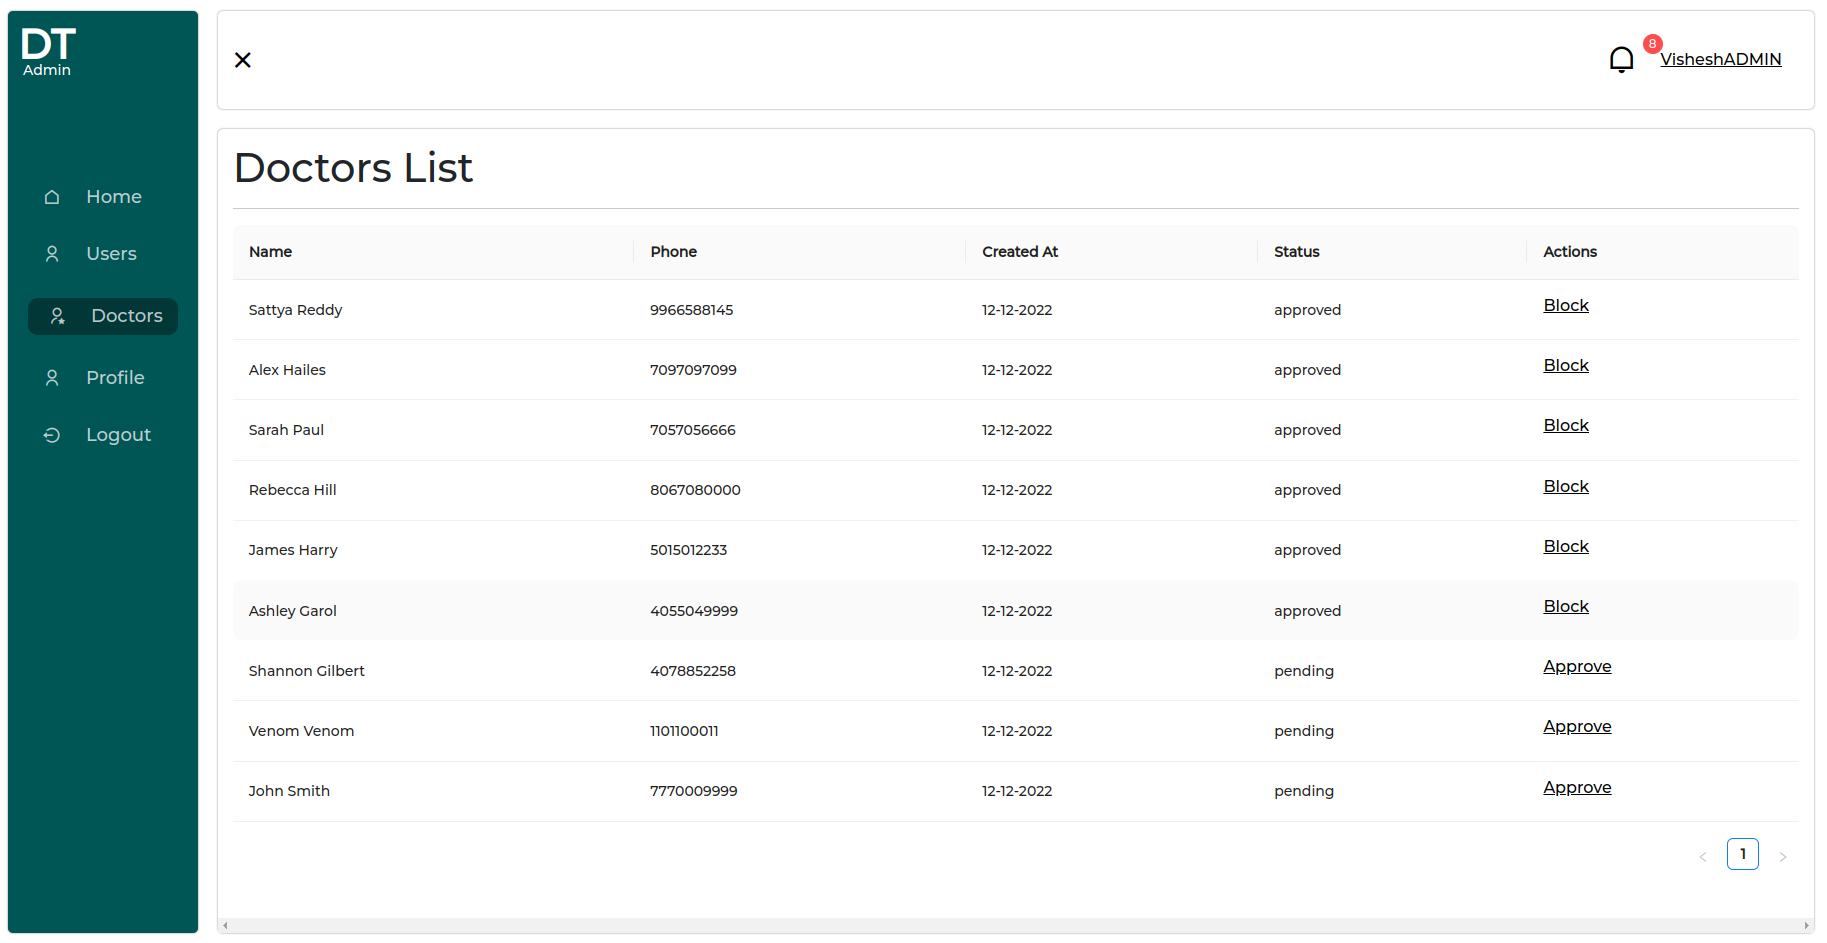 DT
Admin
Home
Users
Doctors
Profile
Logout
8
VisheshADMIN
Doctors List
Name Phone Created At Status Actions
Sattya Reddy 9966588145 12-12-2022 approved Block
Alex Hailes 7097097099 12-12-2022 approved Block
Sarah Paul 7057056666 12-12-2022 approved Block
Rebecca Hill 8067080000 12-12-2022 approved Block
James Harry 5015012233 12-12-2022 approved Block
Ashley Garol 4055049999 12-12-2022 approved Block
Shannon Gilbert 4078852258 12-12-2022 pending Approve
Venom Venom 1101100011 12-12-2022 pending Approve
John Smith 7770009999 12-12-2022 pending Approve
1